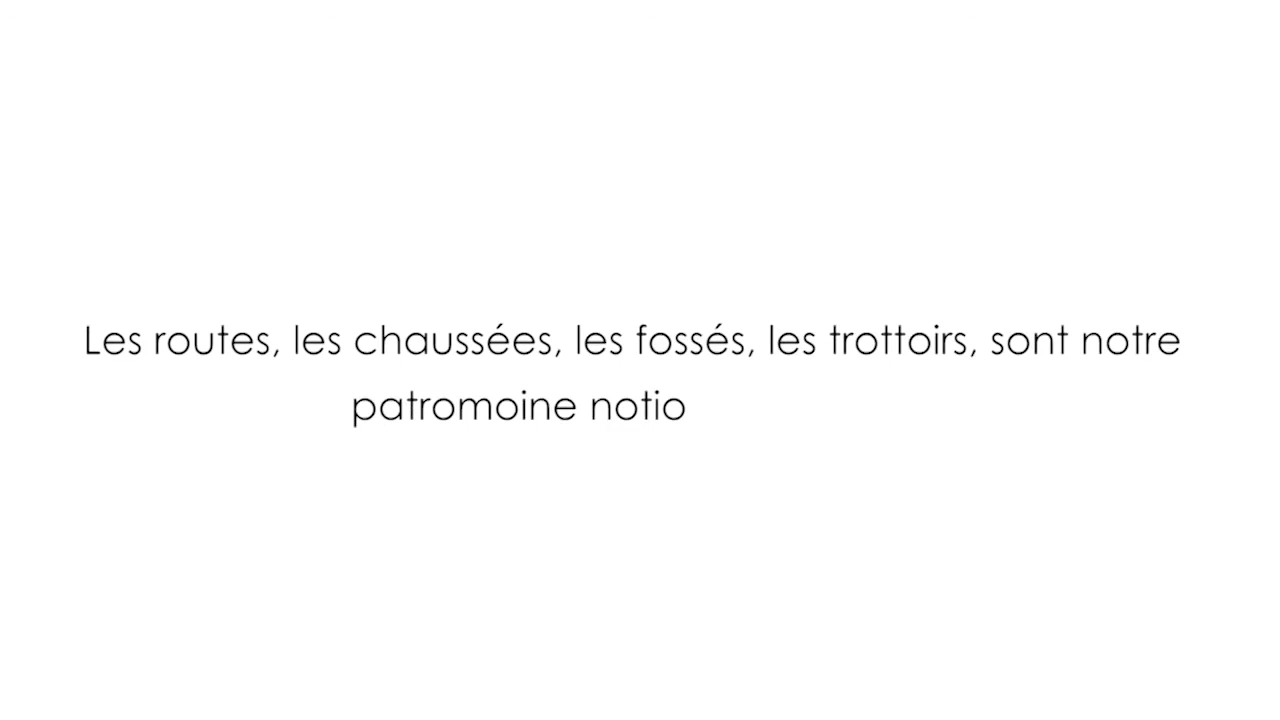 Les routes, les chaussées, les fossés, les trottoirs, sont notre
patromoine notio